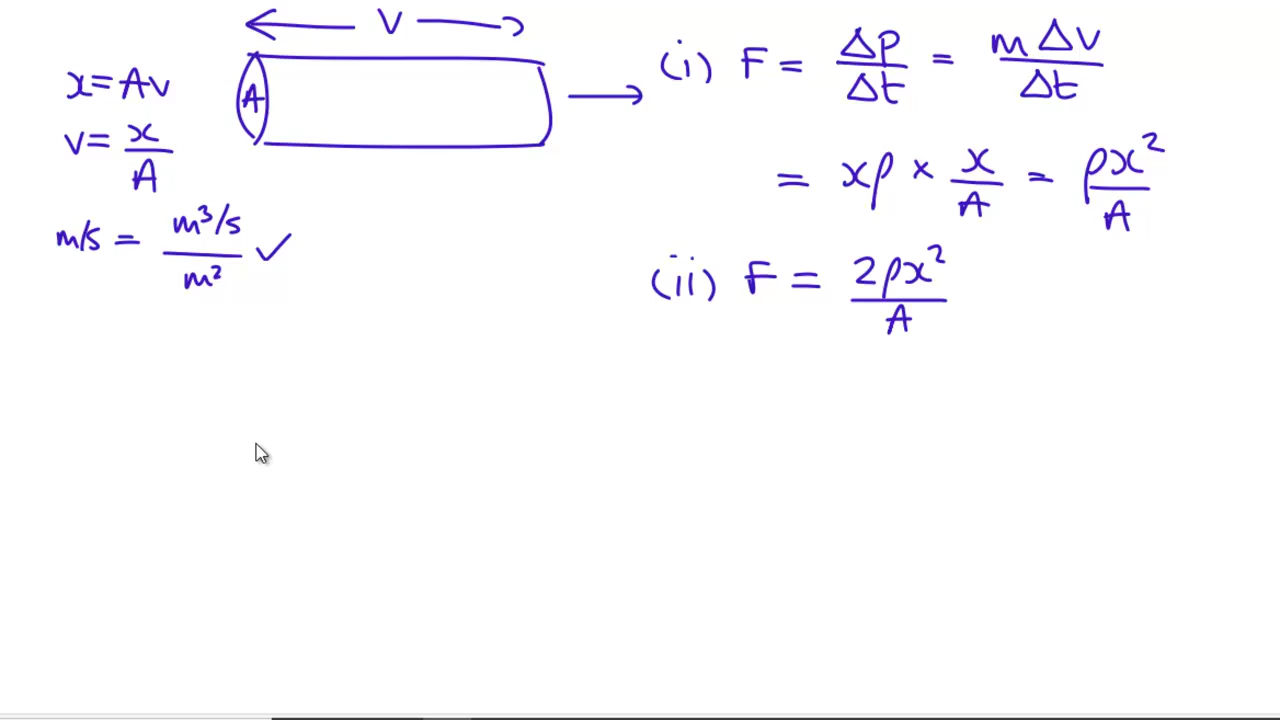 V
x = Av
A
v = x/A
m/s = m³/s / m² ✓
(i) F = Δp/Δt = mΔv/Δt
= xρ × x/A = ρx²/A
(ii) F = 2ρx²/A